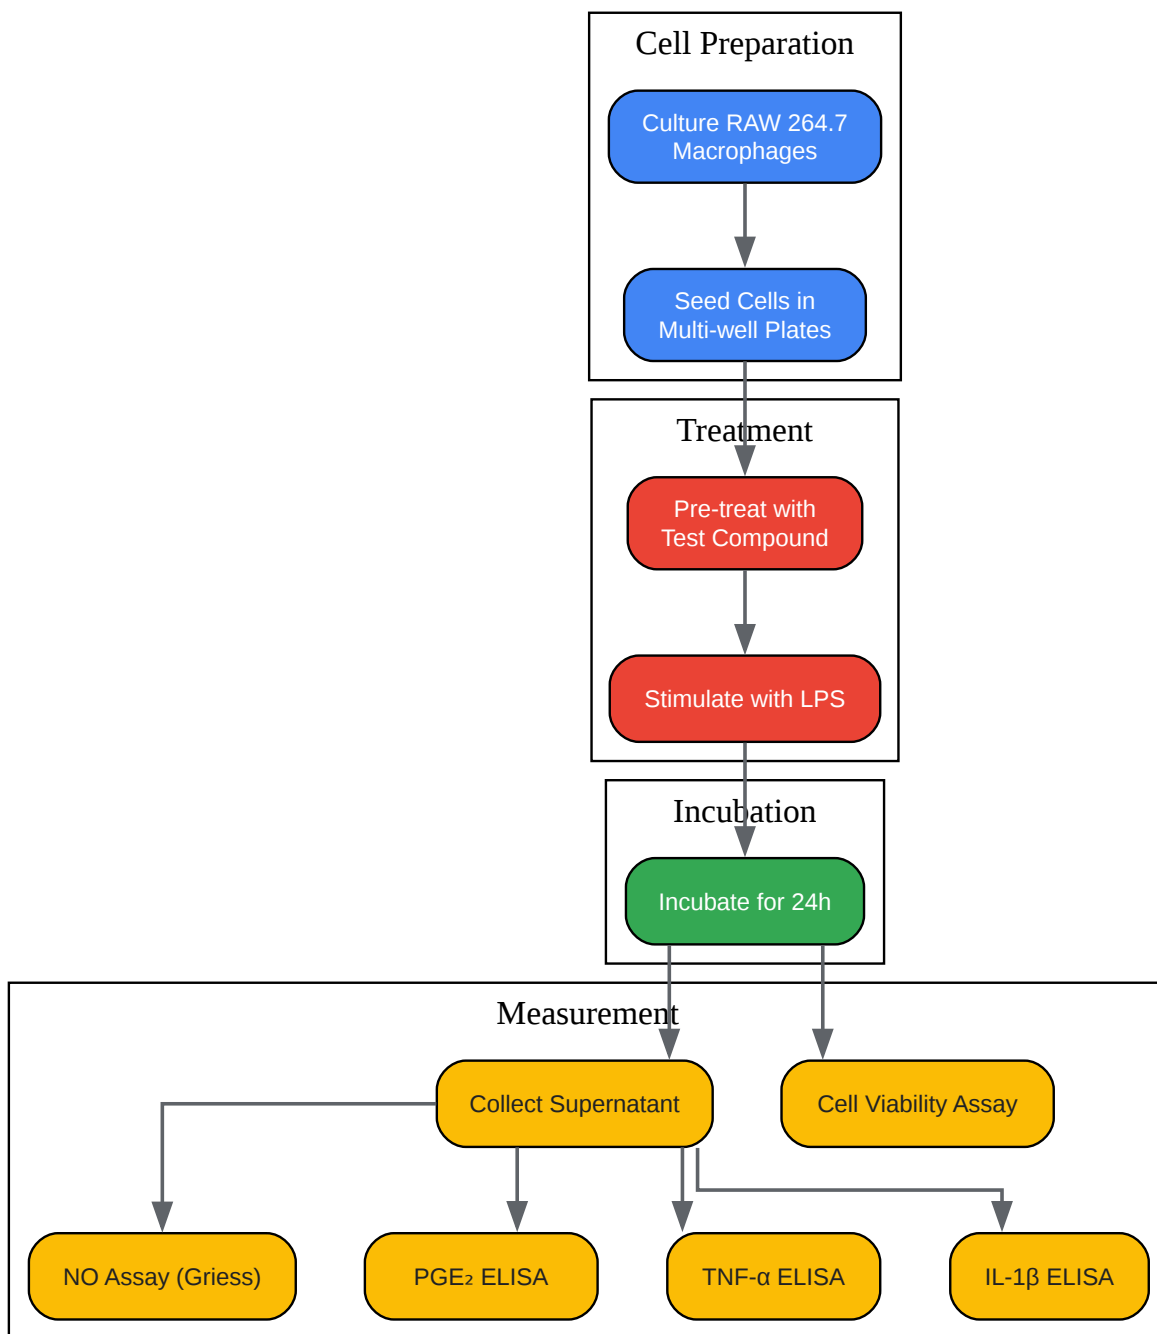 Cell Preparation
Culture RAW 264.7
Macrophages
Seed Cells in
Multi-well Plates
Treatment
Pre-treat with
Test Compound
Stimulate with LPS
Incubation
Incubate for 24h
Measurement
Collect Supernatant
Cell Viability Assay
NO Assay (Griess)
PGE₂ ELISA
TNF-α ELISA
IL-1β ELISA